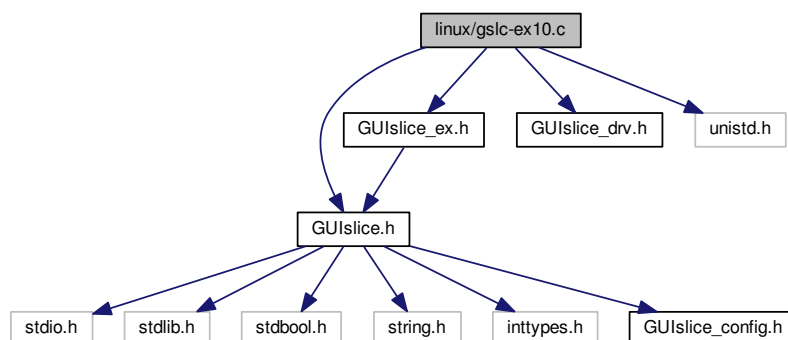 linux/gslc-ex10.c
GUIslice_ex.h
GUIslice_drv.h
unistd.h
GUIslice.h
stdio.h
stdlib.h
stdbool.h
string.h
inttypes.h
GUIslice_config.h